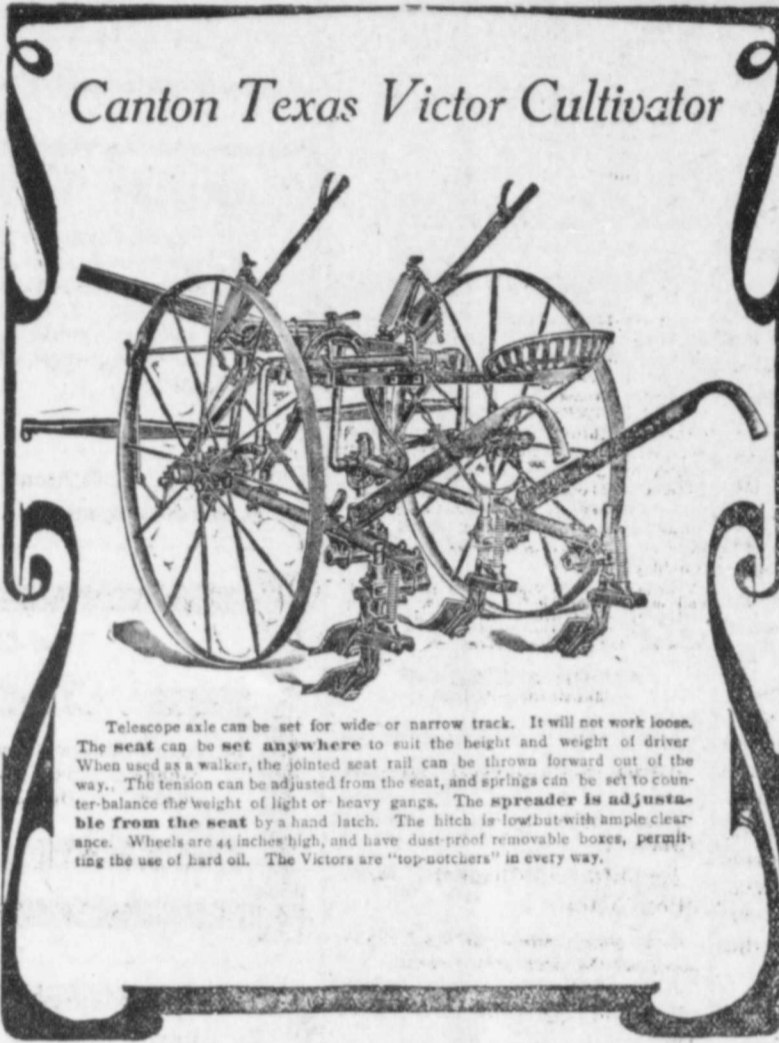 Canton Texas Victor Cultivator
Telescope axle can be set for wide or narrow track. It will not work loose.
The seat can be set anywhere to suit the height and weight of driver
When used as a walker, the jointed seat rail can be thrown forward out of the
way.. The tension can be adjusted from the seat, and springs can be set to coun-
ter-balance the weight of light or heavy gangs. The spreader is adjusta-
ble from the seat by a hand latch. The hitch is low but with ample clear-
ance. Wheels are 44 inches high, and have dust-proof removable boxes, permit-
ting the use of hard oil. The Victors are "top-notchers" in every way.